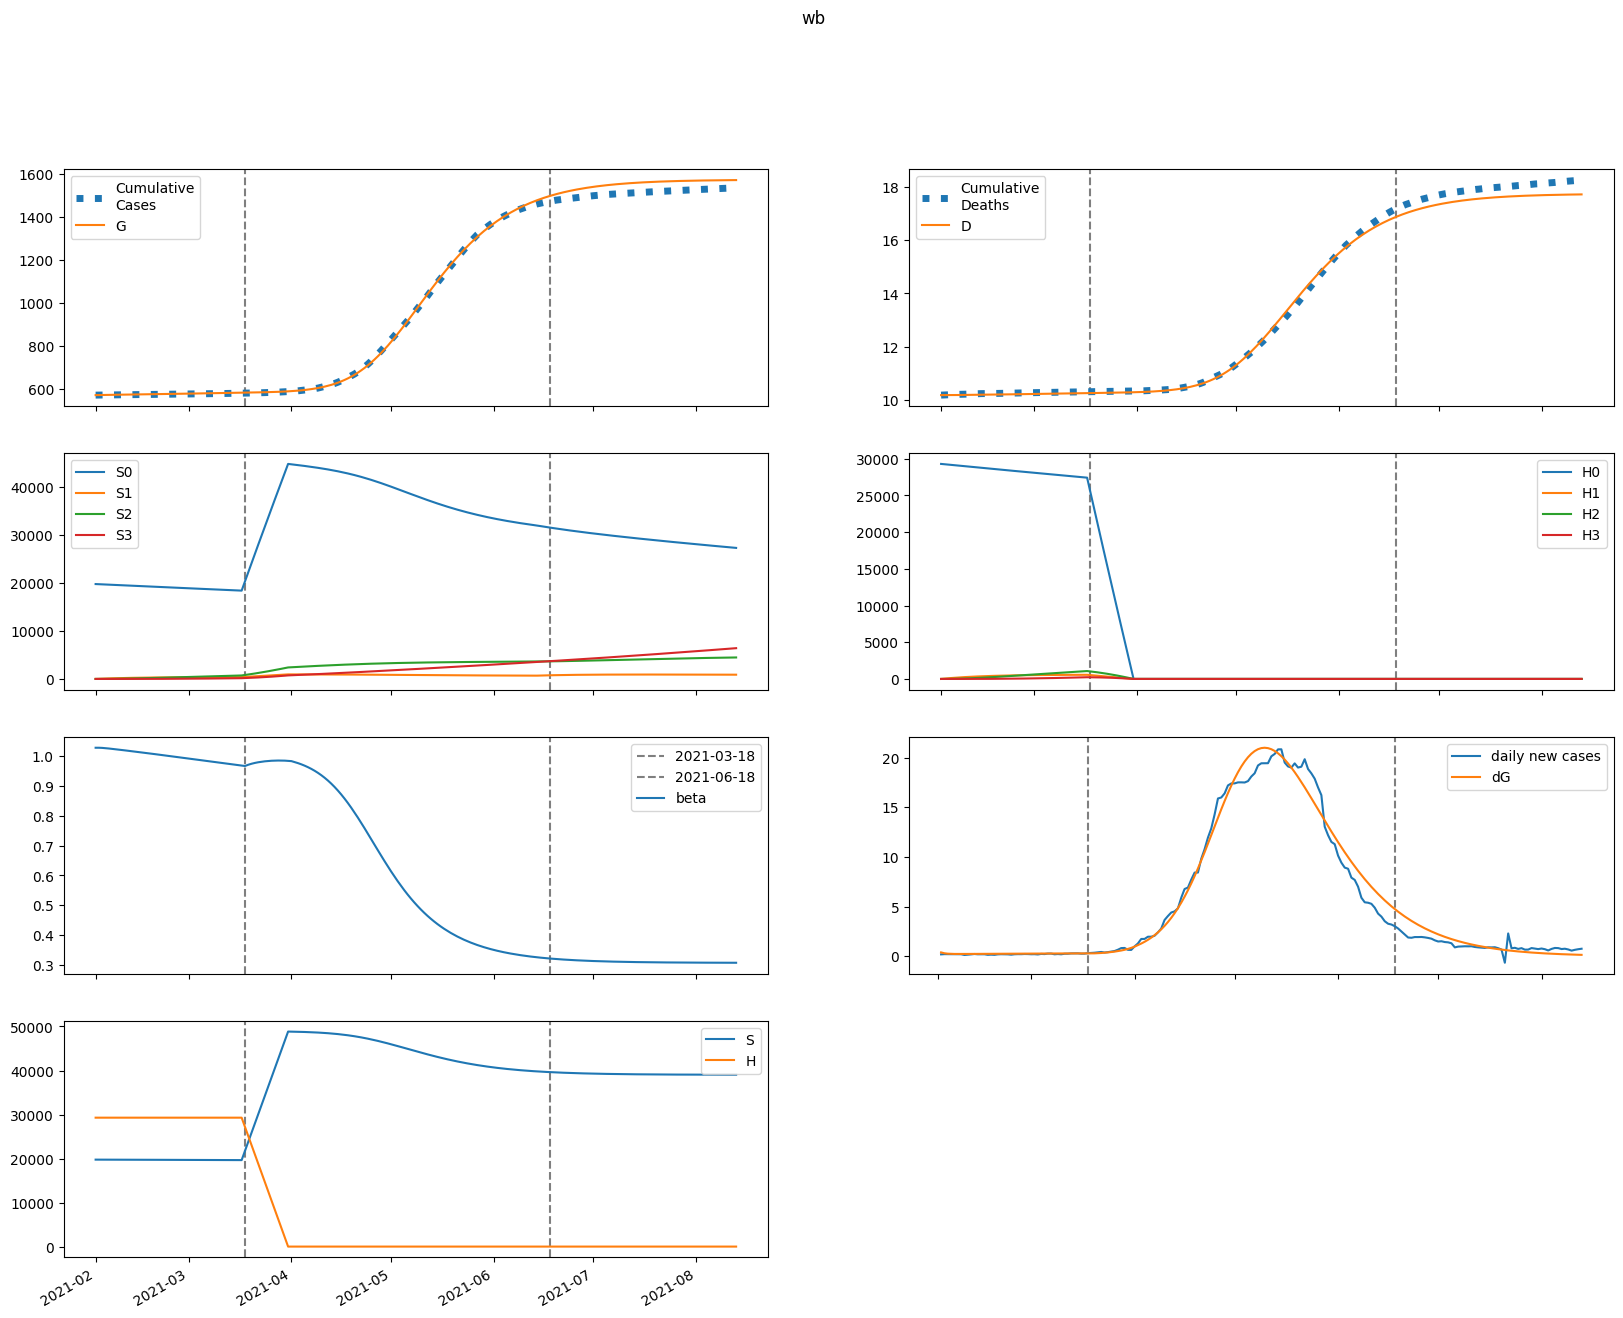 wb
1600
1400
1200
1000
800
600
Cumulative
Cases
G
18
16
14
12
10
Cumulative
Deaths
D
40000
30000
20000
10000
0
S0
S1
S2
S3
30000
25000
20000
15000
10000
5000
0
H0
H1
H2
H3
1.0
0.9
0.8
0.7
0.6
0.5
0.4
0.3
2021-03-18
2021-06-18
beta
20
15
10
5
0
daily new cases
dG
50000
40000
30000
20000
10000
0
S
H
2021-02
2021-03
2021-04
2021-05
2021-06
2021-07
2021-08